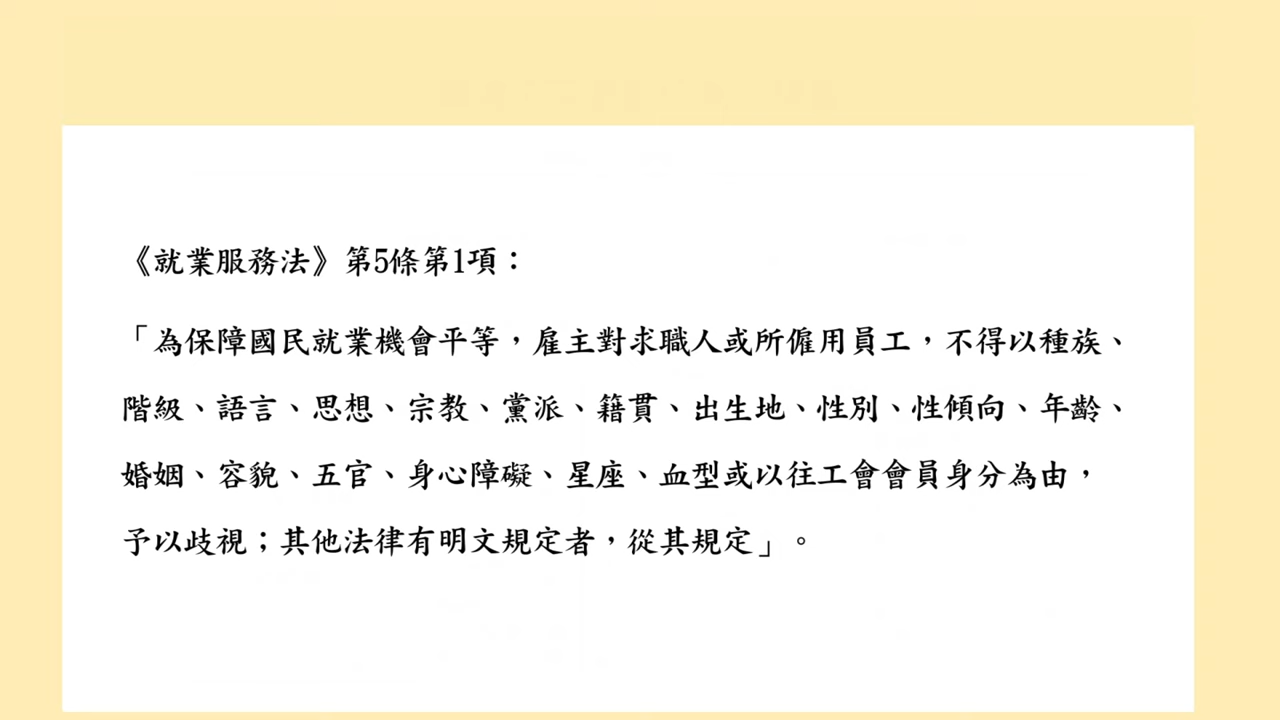 《就業服務法》第5條第1項：
「為保障國民就業機會平等，雇主對求職人或所僱用員工，不得以種族、
階級、語言、思想、宗教、黨派、籍貫、出生地、性別、性傾向、年齡、
婚姻、容貌、五官、身心障礙、星座、血型或以往工會會員身分為由，
予以歧視；其他法律有明文規定者，從其規定」。